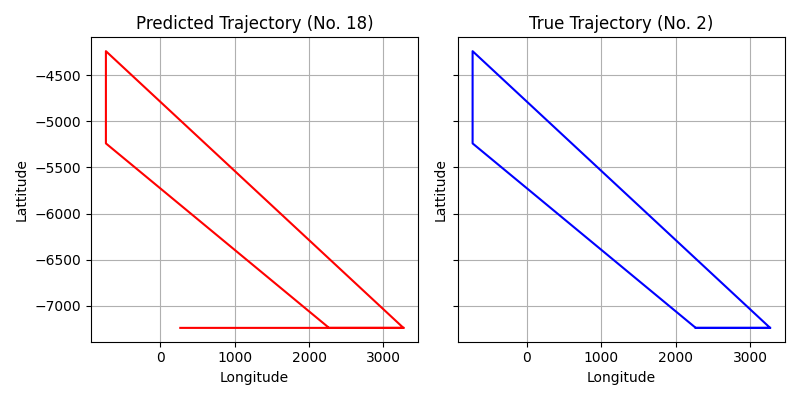 Predicted Trajectory (No. 18)
True Trajectory (No. 2)
Lattitude
−4500
−5000
−5500
−6000
−6500
−7000
0 1000 2000 3000
Longitude
Lattitude
0 1000 2000 3000
Longitude